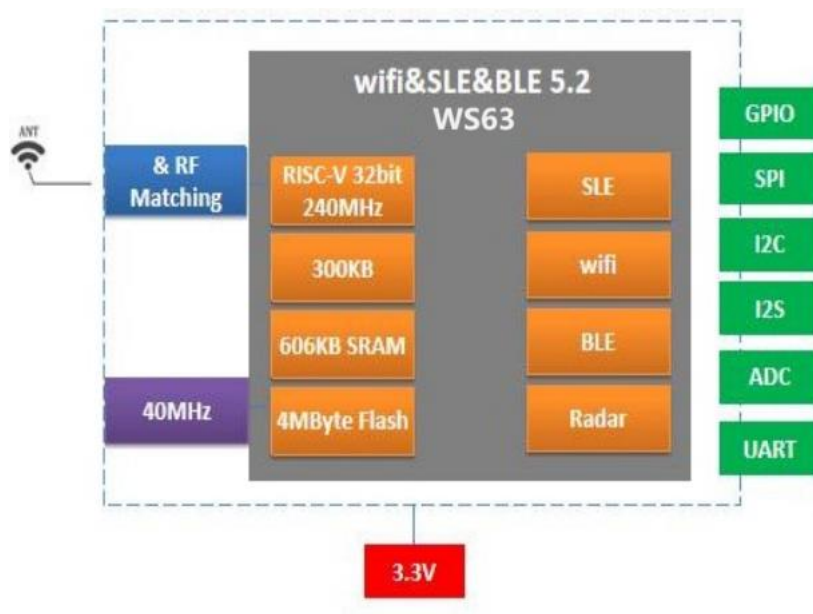 wifi&SLE&BLE 5.2
WS63
ANT
& RF
Matching
RISC-V 32bit
240MHz
300KB
606KB SRAM
4MByte Flash
40MHz
SLE
wifi
BLE
Radar
GPIO
SPI
I2C
I2S
ADC
UART
3.3V